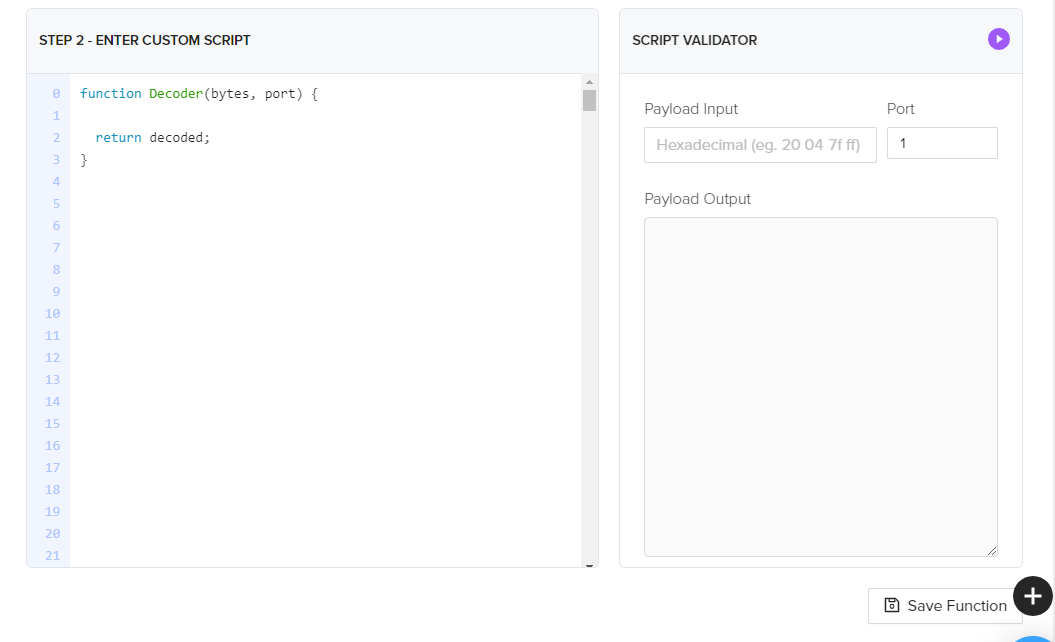 STEP 2 - ENTER CUSTOM SCRIPT
0 function Decoder(bytes, port) {
1
2 return decoded;
3 }
4
5
6
7
8
9
10
11
12
13
14
15
16
17
18
19
20
21
SCRIPT VALIDATOR
Payload Input Port
Hexadecimal (eg. 20 04 7f ff) 1
Payload Output
Save Function